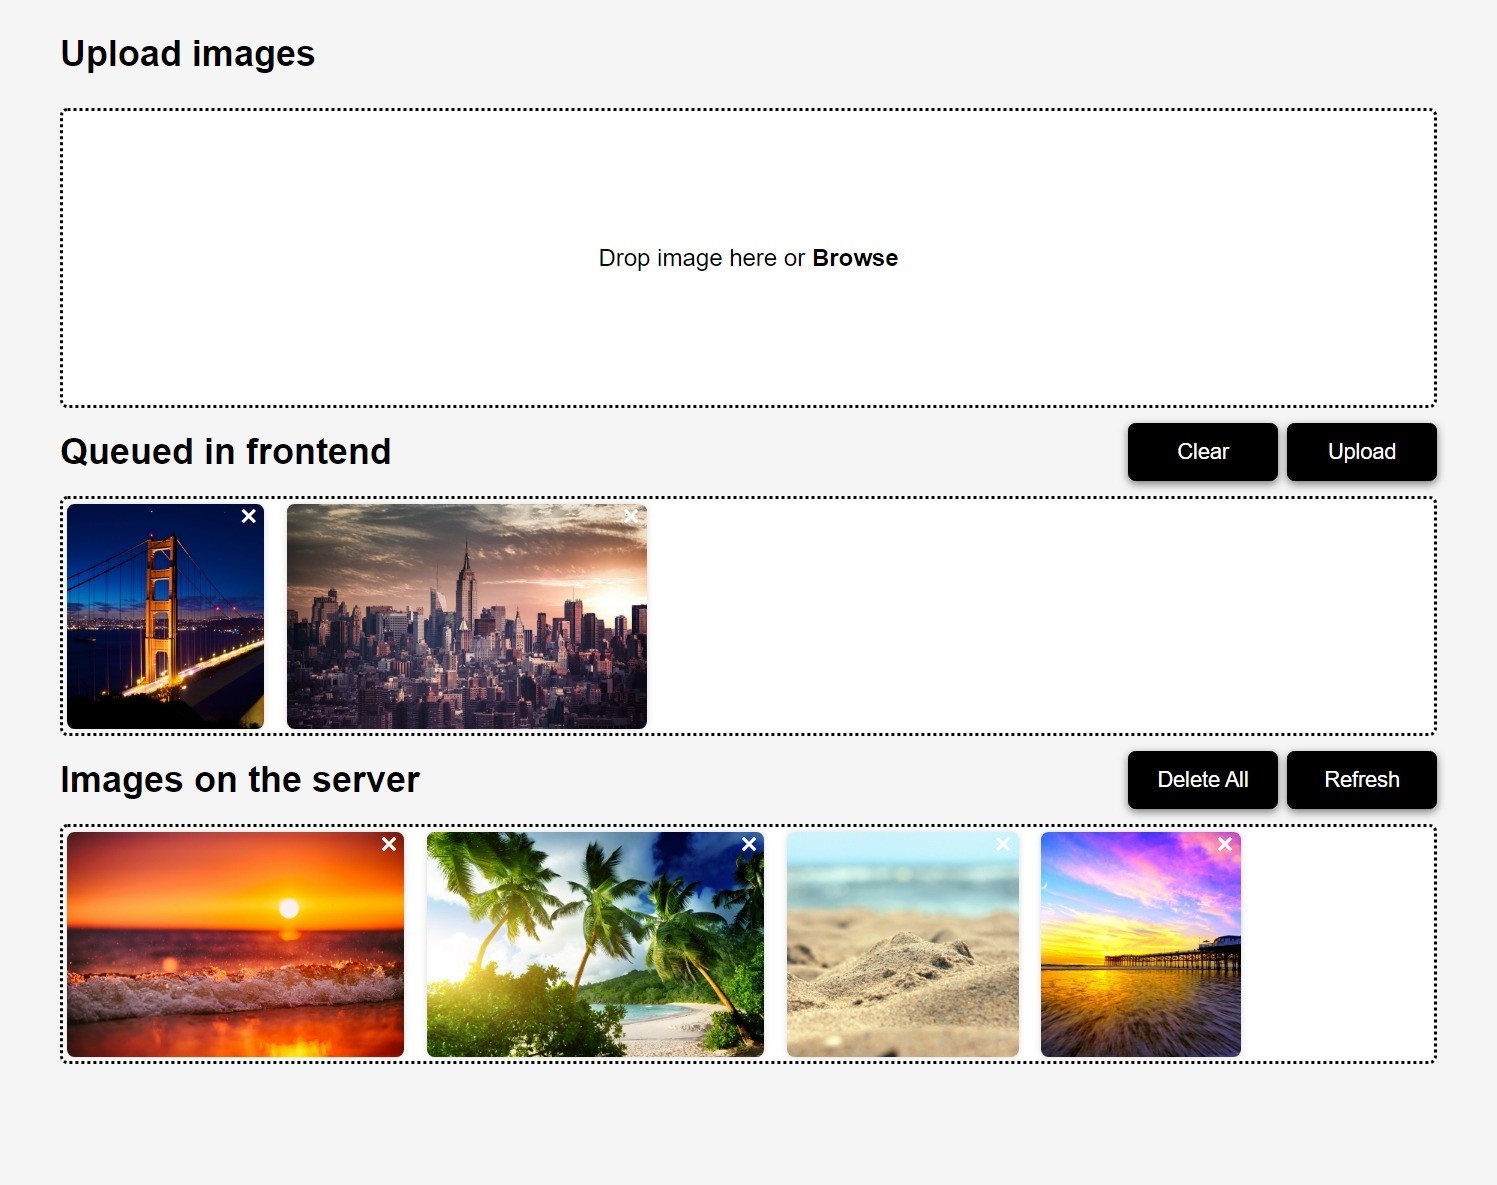 Upload images
Drop image here or Browse
Queued in frontend
Clear
Upload
Images on the server
Delete All
Refresh